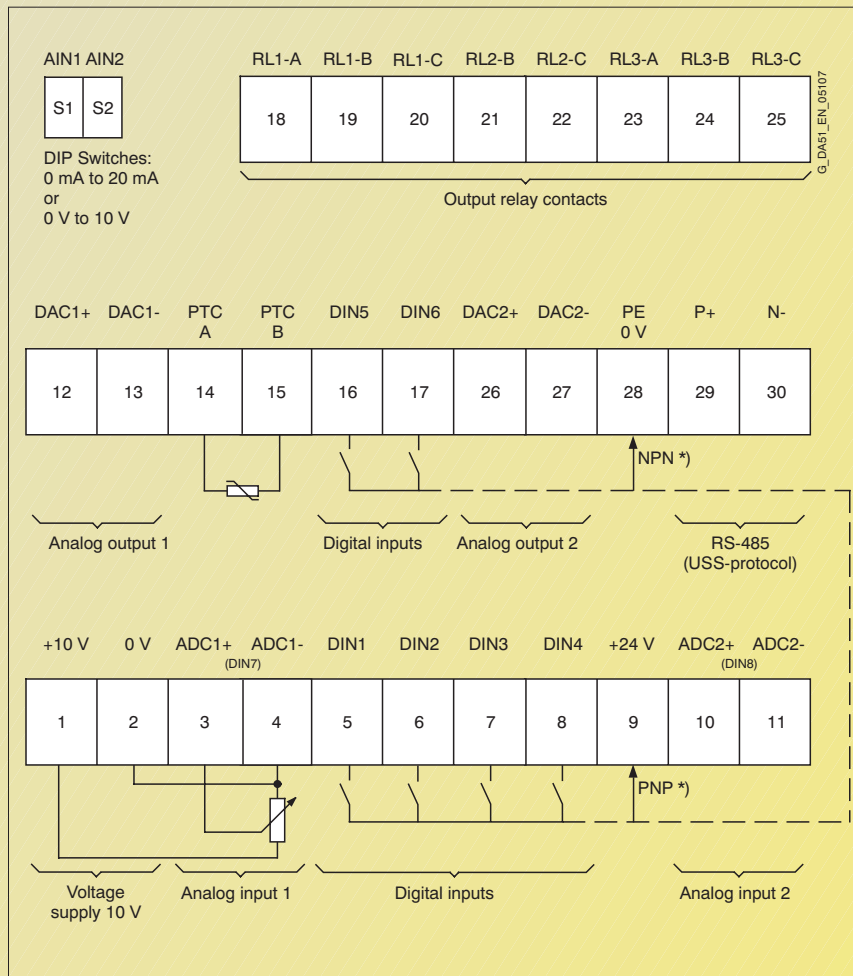 AIN1 AIN2
S1 S2
DIP Switches:
0 mA to 20 mA
or
0 V to 10 V
RL1-A RL1-B RL1-C RL2-B RL2-C RL3-A RL3-B RL3-C
18 19 20 21 22 23 24 25
Output relay contacts
G_DA51_EN_05107
DAC1+ DAC1- PTC A PTC B DIN5 DIN6 DAC2+ DAC2- PE 0 V P+ N-
12 13 14 15 16 17 26 27 28 29 30
NPN *)
Analog output 1
Digital inputs
Analog output 2
RS-485
(USS-protocol)
+10 V 0 V ADC1+ ADC1- DIN1 DIN2 DIN3 DIN4 +24 V ADC2+ ADC2-
(DIN7) (DIN8)
1 2 3 4 5 6 7 8 9 10 11
PNP *)
Voltage
supply 10 V
Analog input 1
Digital inputs
Analog input 2